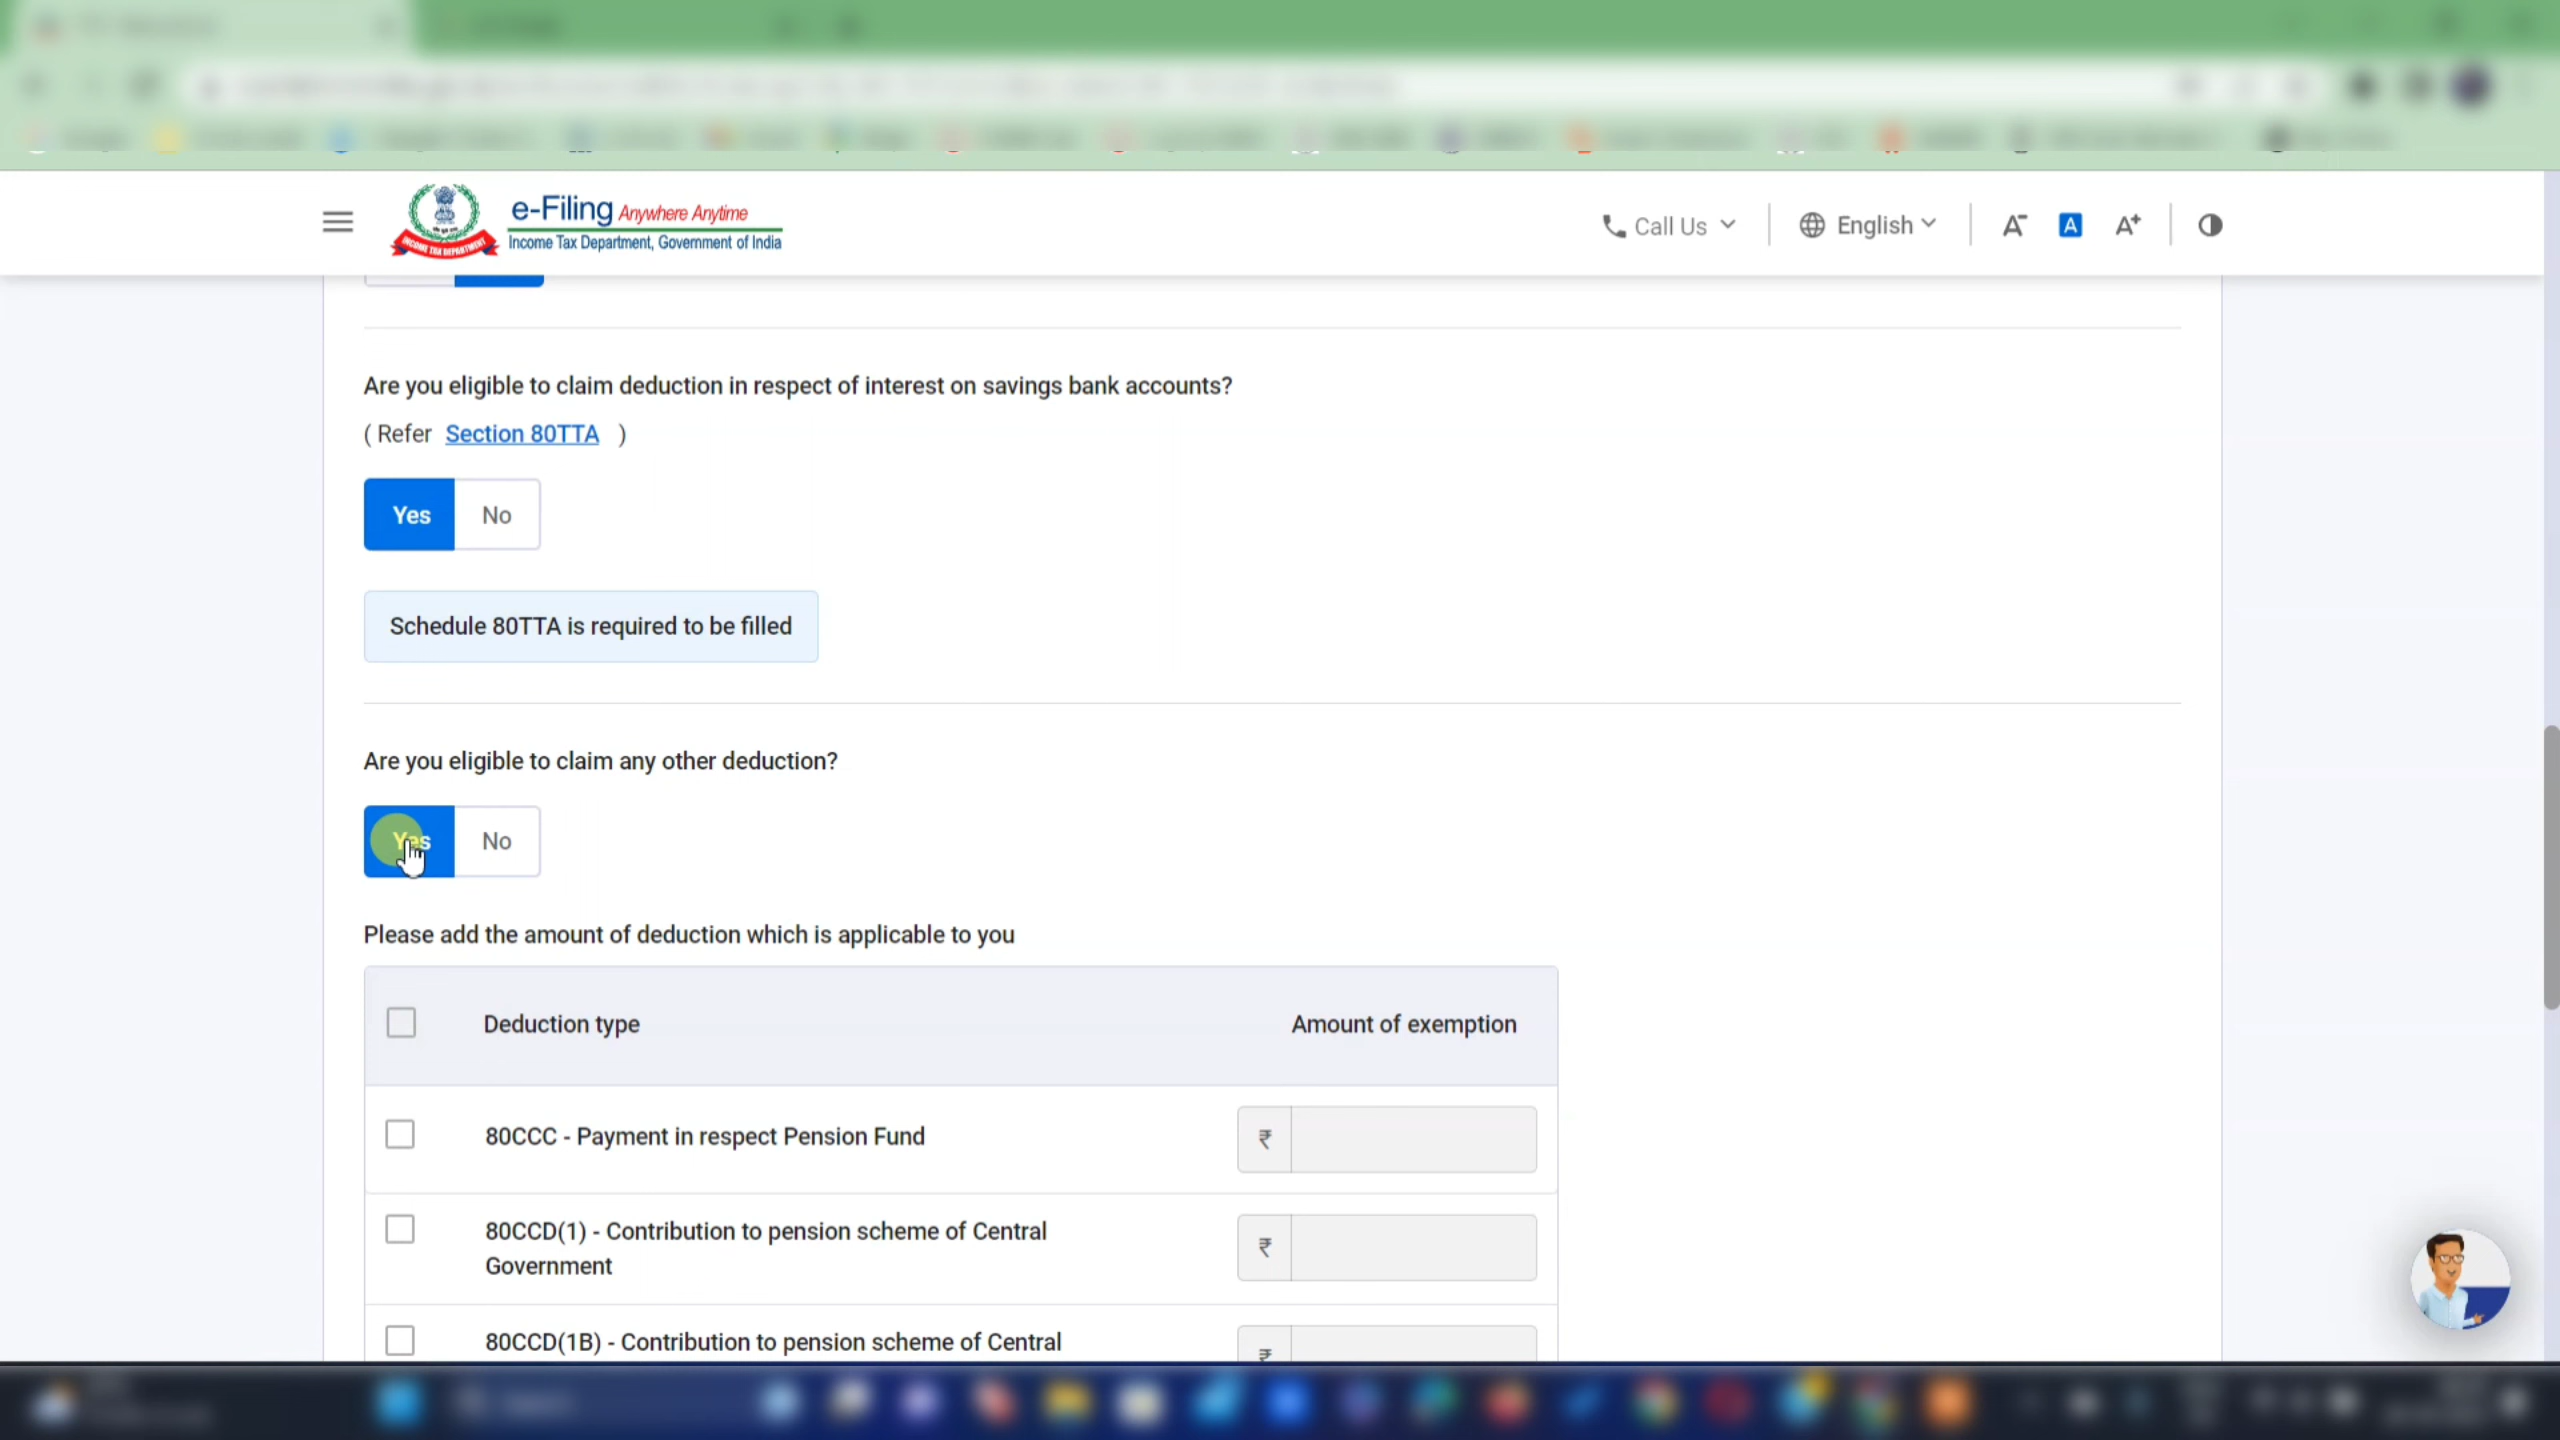 e-Filing Anywhere Anytime
Income Tax Department, Government of India
INCOME TAX DEPARTMENT
Call Us
English
A-
A
A+
Are you eligible to claim deduction in respect of interest on savings bank accounts?
( Refer Section 80TTA )
Yes No
Schedule 80TTA is required to be filled
Are you eligible to claim any other deduction?
Yes No
Please add the amount of deduction which is applicable to you
Deduction type Amount of exemption
80CCC - Payment in respect Pension Fund ₹
80CCD(1) - Contribution to pension scheme of Central
Government ₹
80CCD(1B) - Contribution to pension scheme of Central ₹